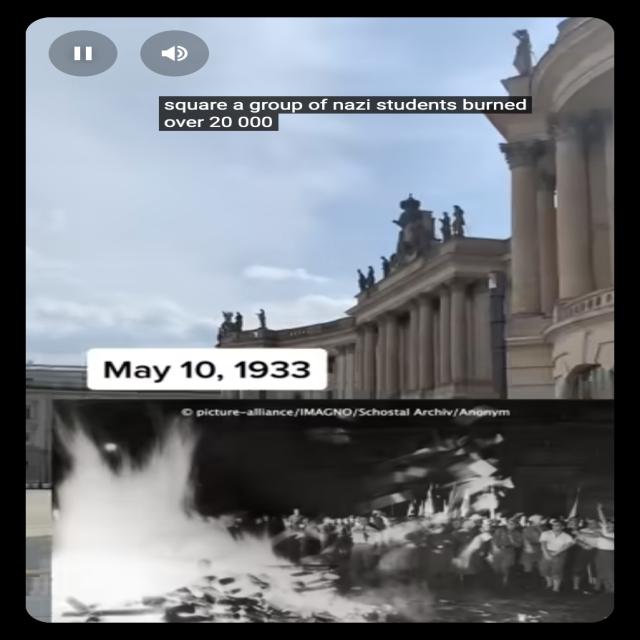 square a group of nazi students burned
over 20 000
May 10, 1933
© picture-alliance/IMAGNO/Schostal Archiv/Anonym